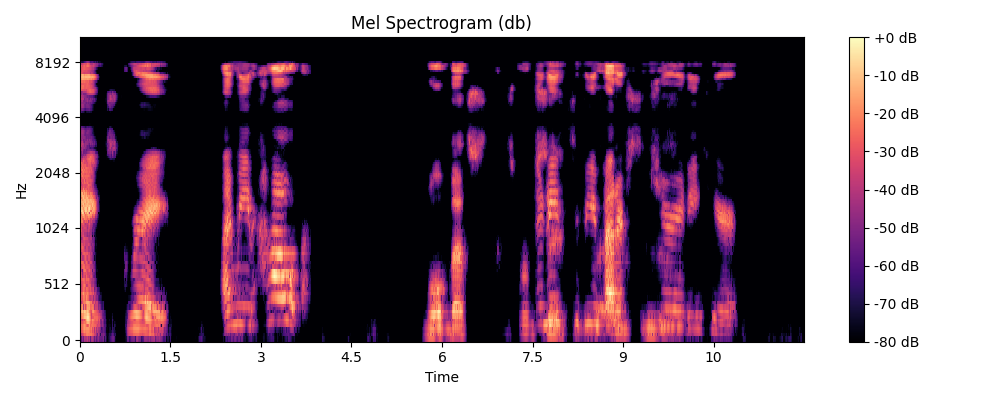 Mel Spectrogram (db)
Hz
8192
4096
2048
1024
512
0
0 1.5 3 4.5 6 7.5 9 10
Time
+0 dB
-10 dB
-20 dB
-30 dB
-40 dB
-50 dB
-60 dB
-70 dB
-80 dB